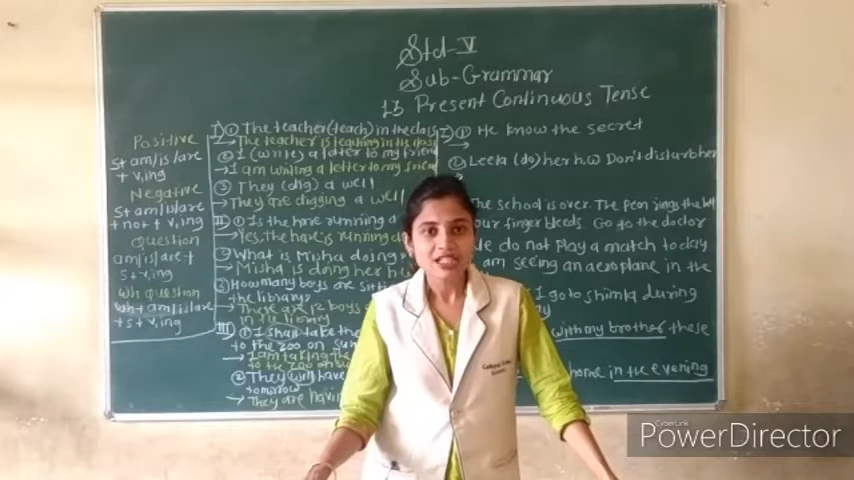 Std-V
Sub-Grammar
13 Present Continuous Tense
Positive
S+ am/is/are
+ v,ing
Negative
S+ am/is/are
+ not + v,ing
Question
am/is/are +
S+v,ing
Wh question
Wh+am/is/are
+ s + v,ing
I) ① The teacher (teach) in the class
→ The teacher is teaching in the class
② I (write) a letter to my friend
→ I am writing a letter to my friend
③ They (dig) a well
→ They are digging a well
II ① Is the hare running
→ Yes, the hare is running
② What is Misha doing
→ Misha is doing her
③ How many boys are
the library?
→ There are 12 boys
in the library
III ① I shall take the
to the zoo on
→ I am taking the
to the zoo on
② They will have
tomorrow
→ They are
I ① He know the secret
→
② Leela (do) her h.w Don't disturb her
The school is over. The Peon rings the bell
our finger bleeds. Go to the doctor
We do not play a match today
am seeing an aeroplane in the
I go to shimla during
with my brother these
home in the evening
Cultural
CyberLink
PowerDirector